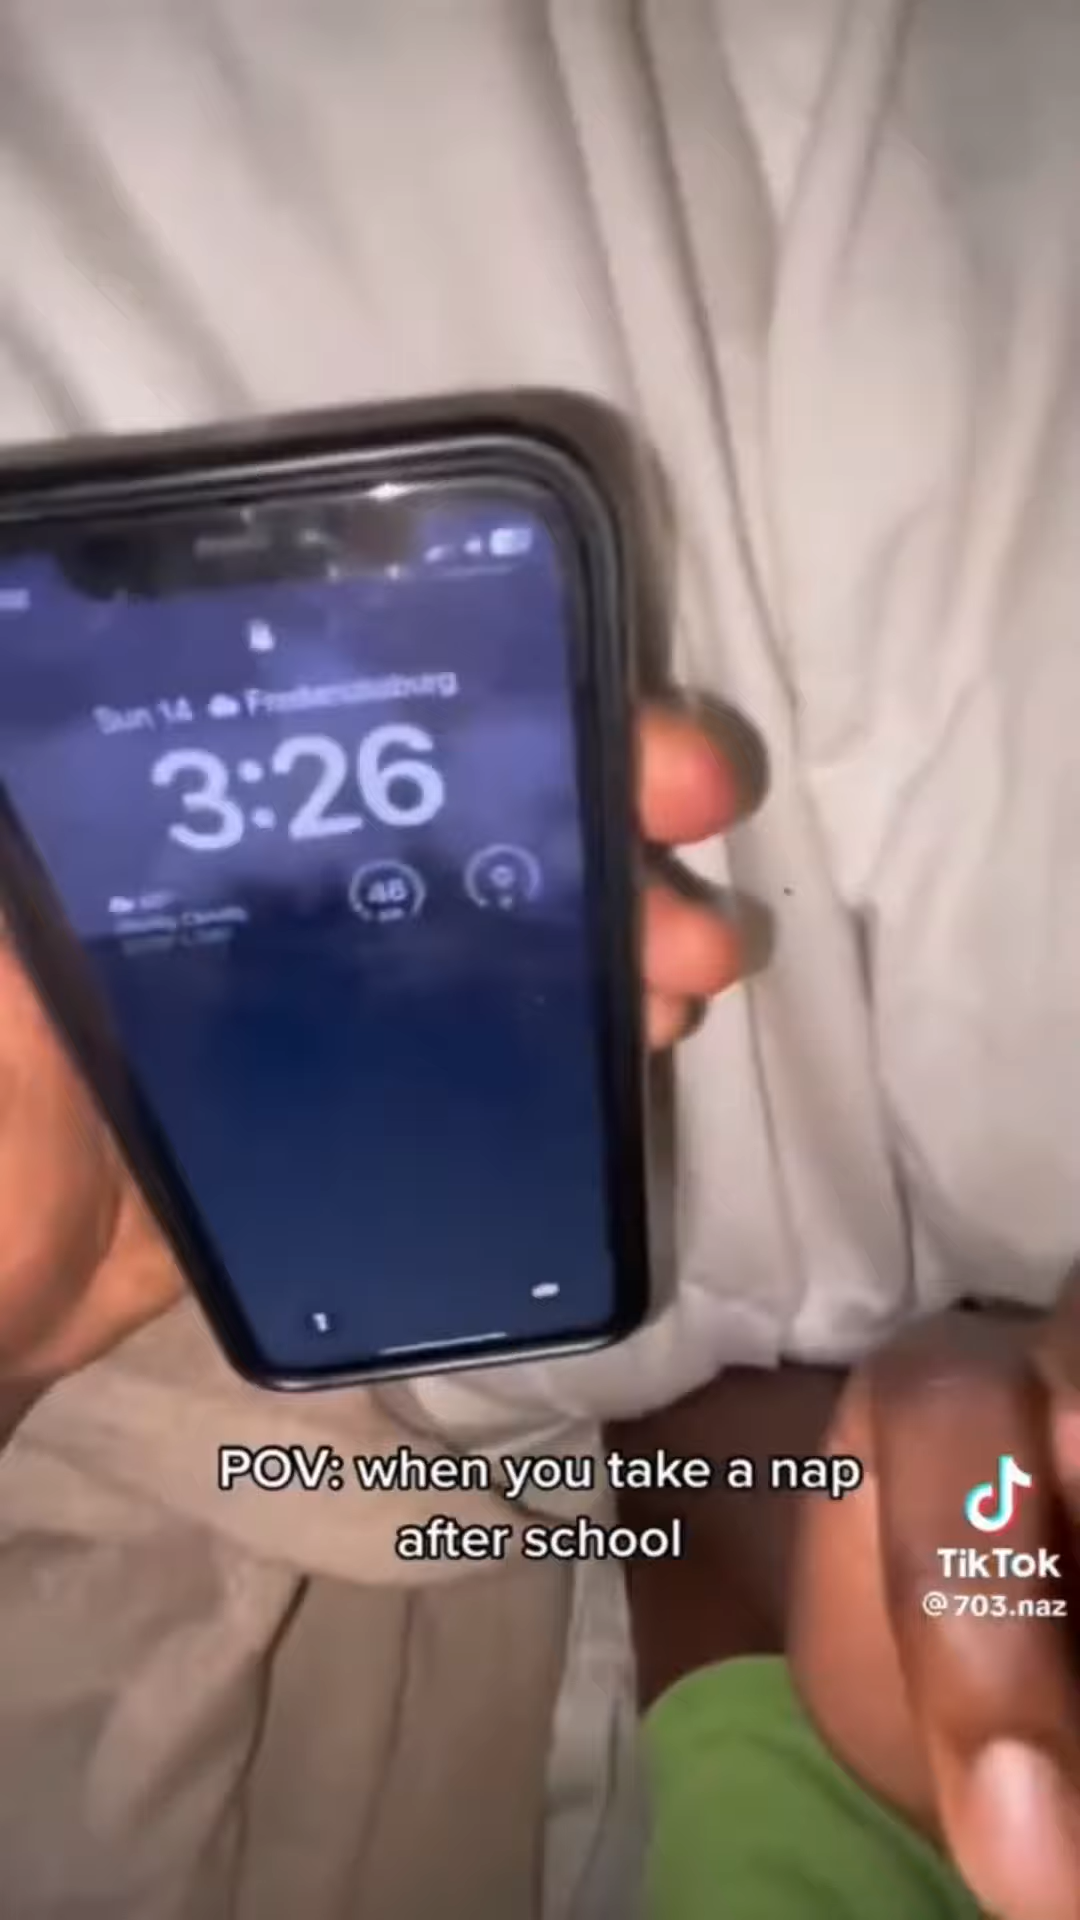 Sun 14
3:26
46
POV: when you take a nap
after school
TikTok
@703.naz